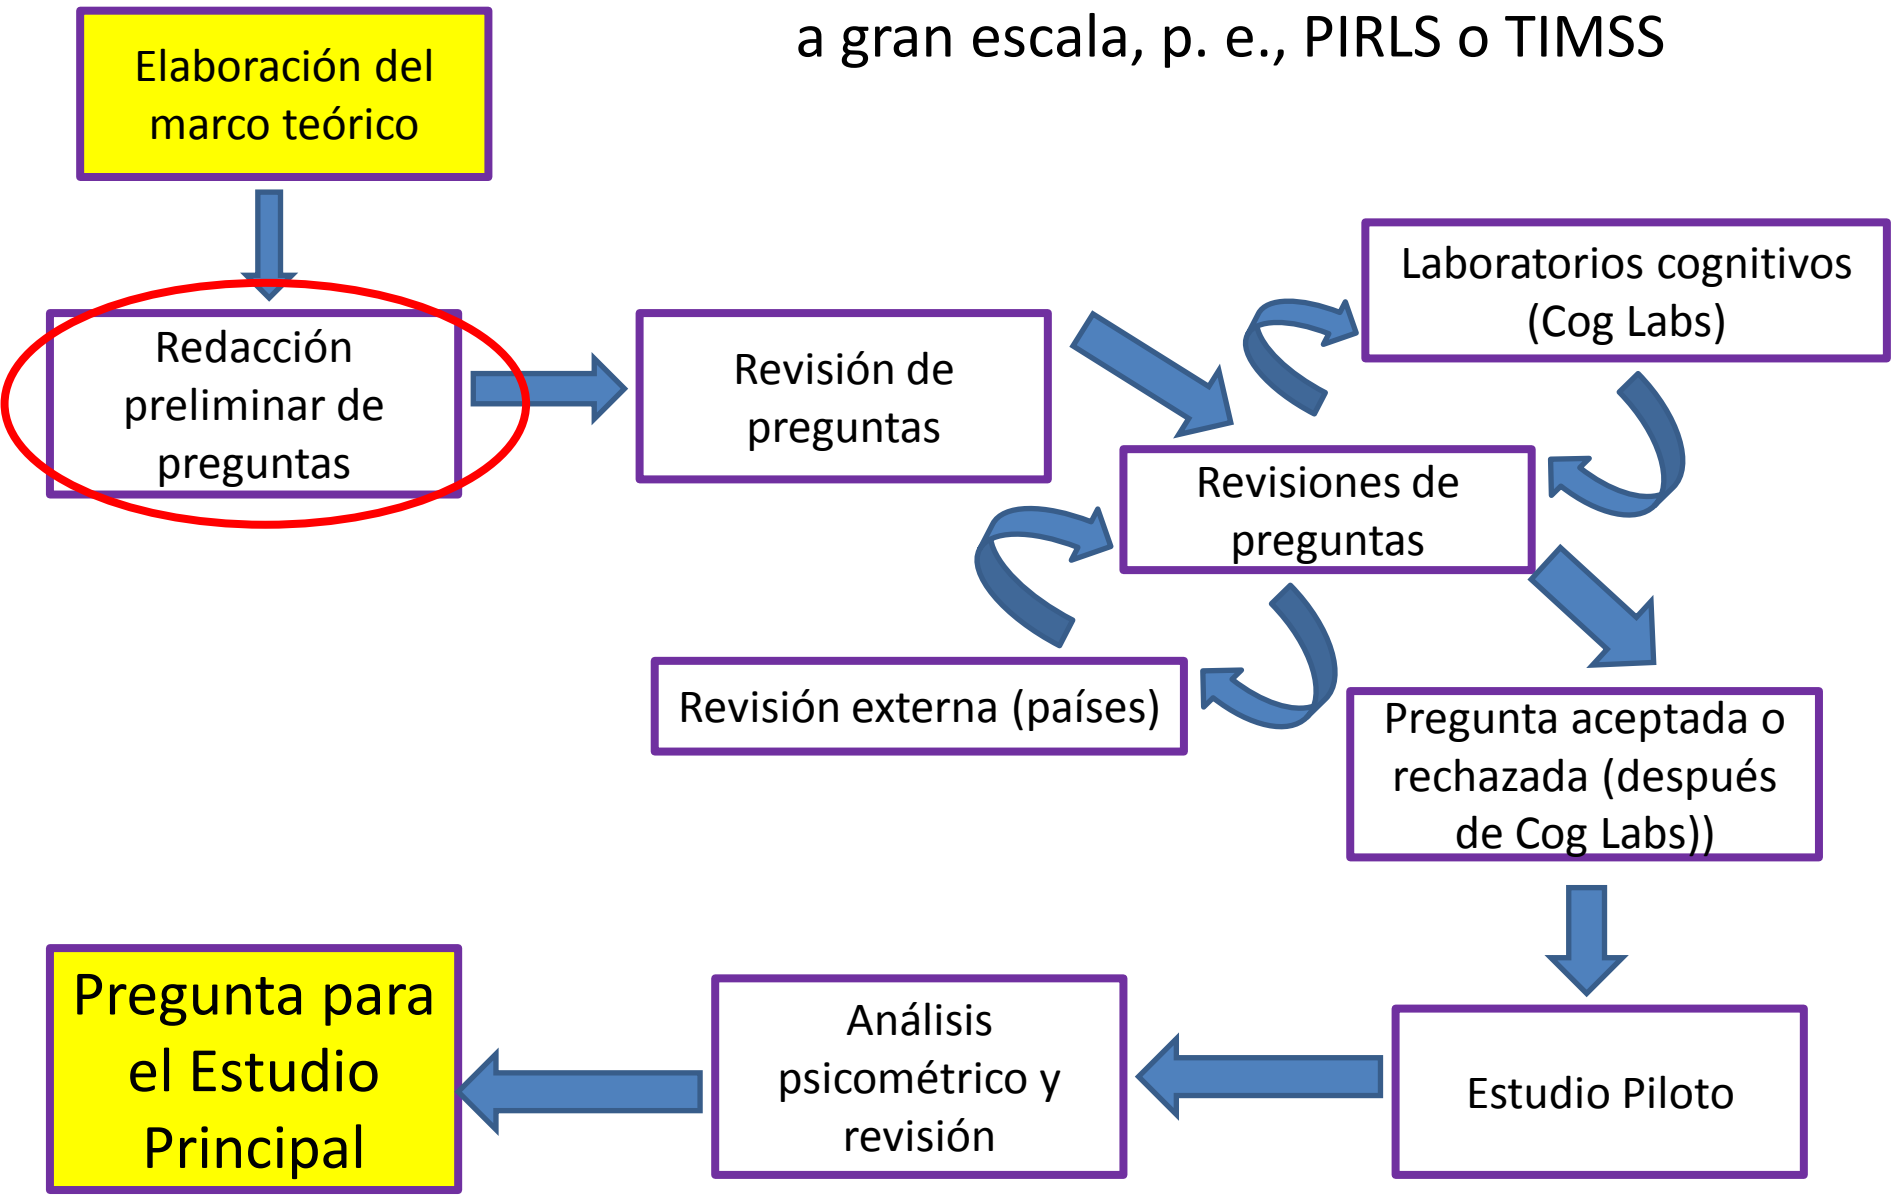 a gran escala, p. e., PIRLS o TIMSS
Elaboración del
marco teórico
Redacción
preliminar de
preguntas
Revisión de
preguntas
Laboratorios cognitivos
(Cog Labs)
Revisiones de
preguntas
Revisión externa (países)
Pregunta aceptada o
rechazada (después
de Cog Labs))
Estudio Piloto
Análisis
psicométrico y
revisión
Pregunta para
el Estudio
Principal